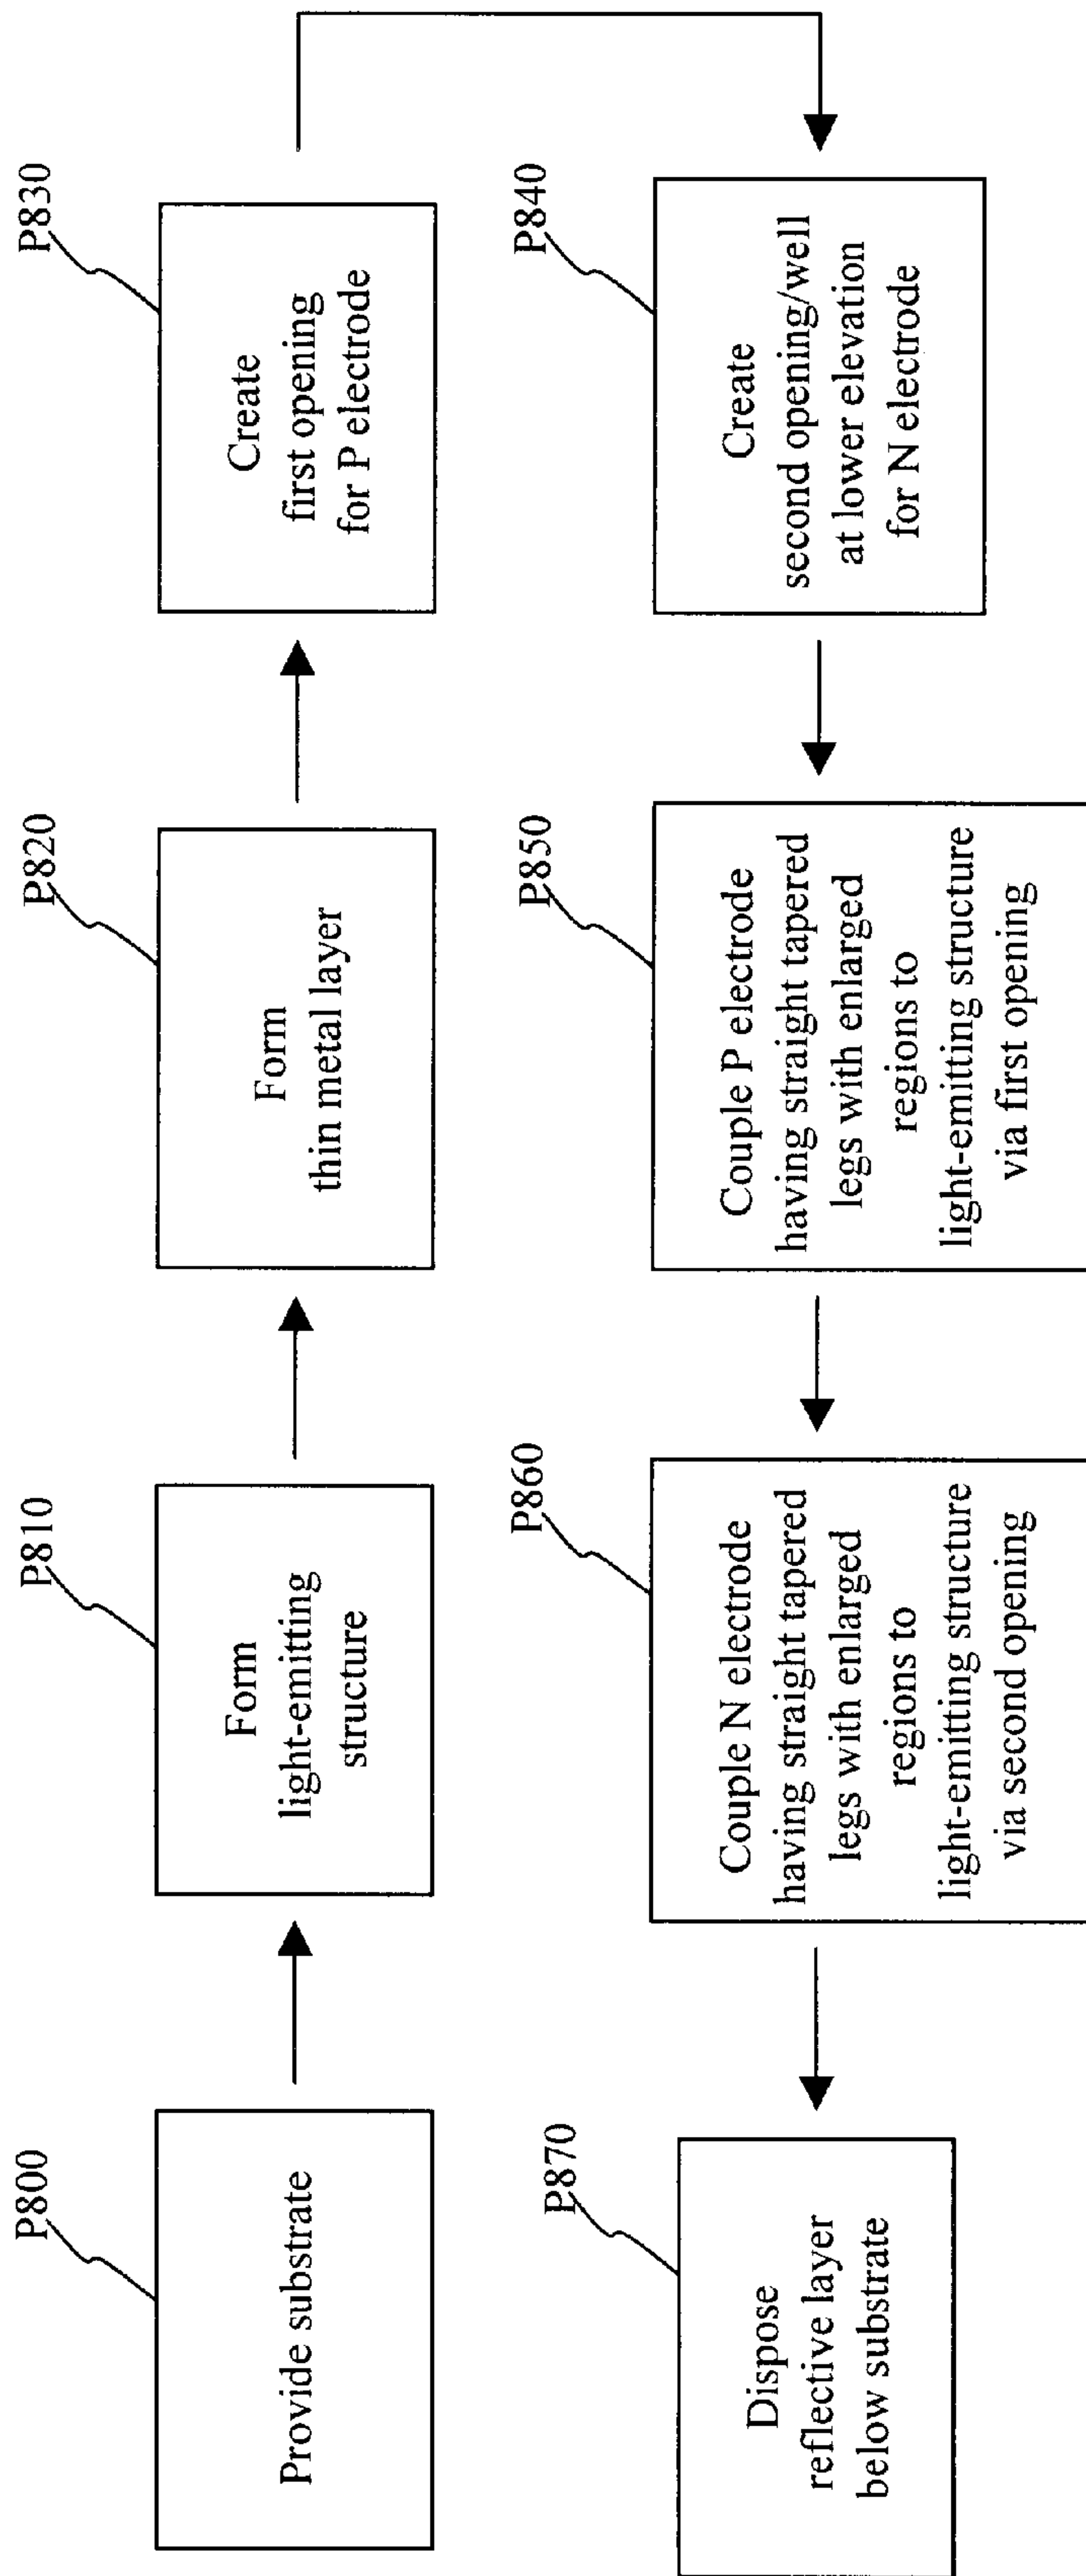 P800
Provide substrate
P810
Form
light-emitting
structure
P820
Form
thin metal layer
P830
Create
first opening
for P electrode
P840
Create
second opening/well
at lower elevation
for N electrode
P850
Couple P electrode
having straight tapered
legs with enlarged
regions to
light-emitting structure
via first opening
P860
Couple N electrode
having straight tapered
legs with enlarged
regions to
light-emitting structure
via second opening
P870
Dispose
reflective layer
below substrate